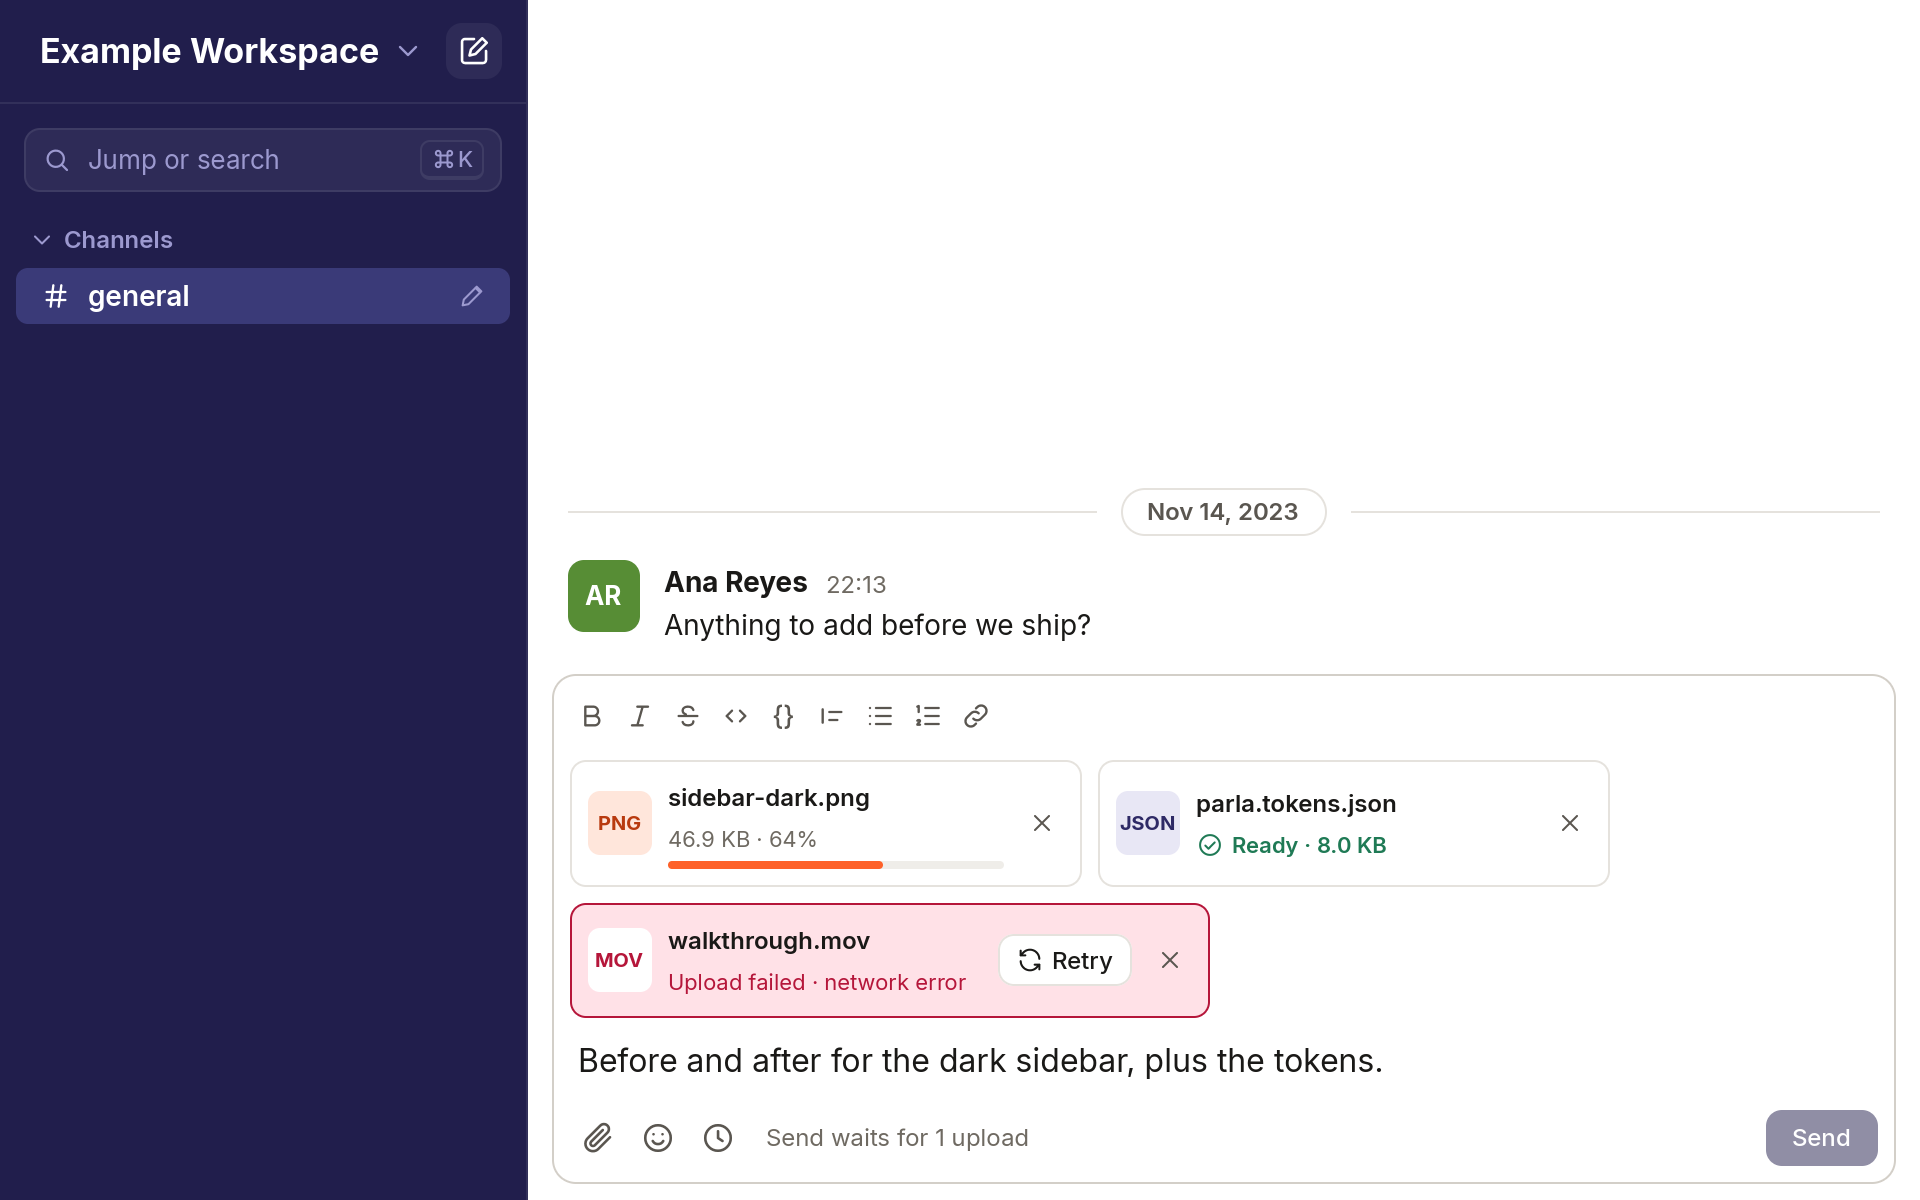 Example Workspace
Jump or search
⌘K
Channels
# general
Nov 14, 2023
AR
Ana Reyes 22:13
Anything to add before we ship?
PNG
sidebar-dark.png
46.9 KB · 64%
JSON
parla.tokens.json
Ready · 8.0 KB
MOV
walkthrough.mov
Upload failed · network error
Retry
Before and after for the dark sidebar, plus the tokens.
Send waits for 1 upload
Send